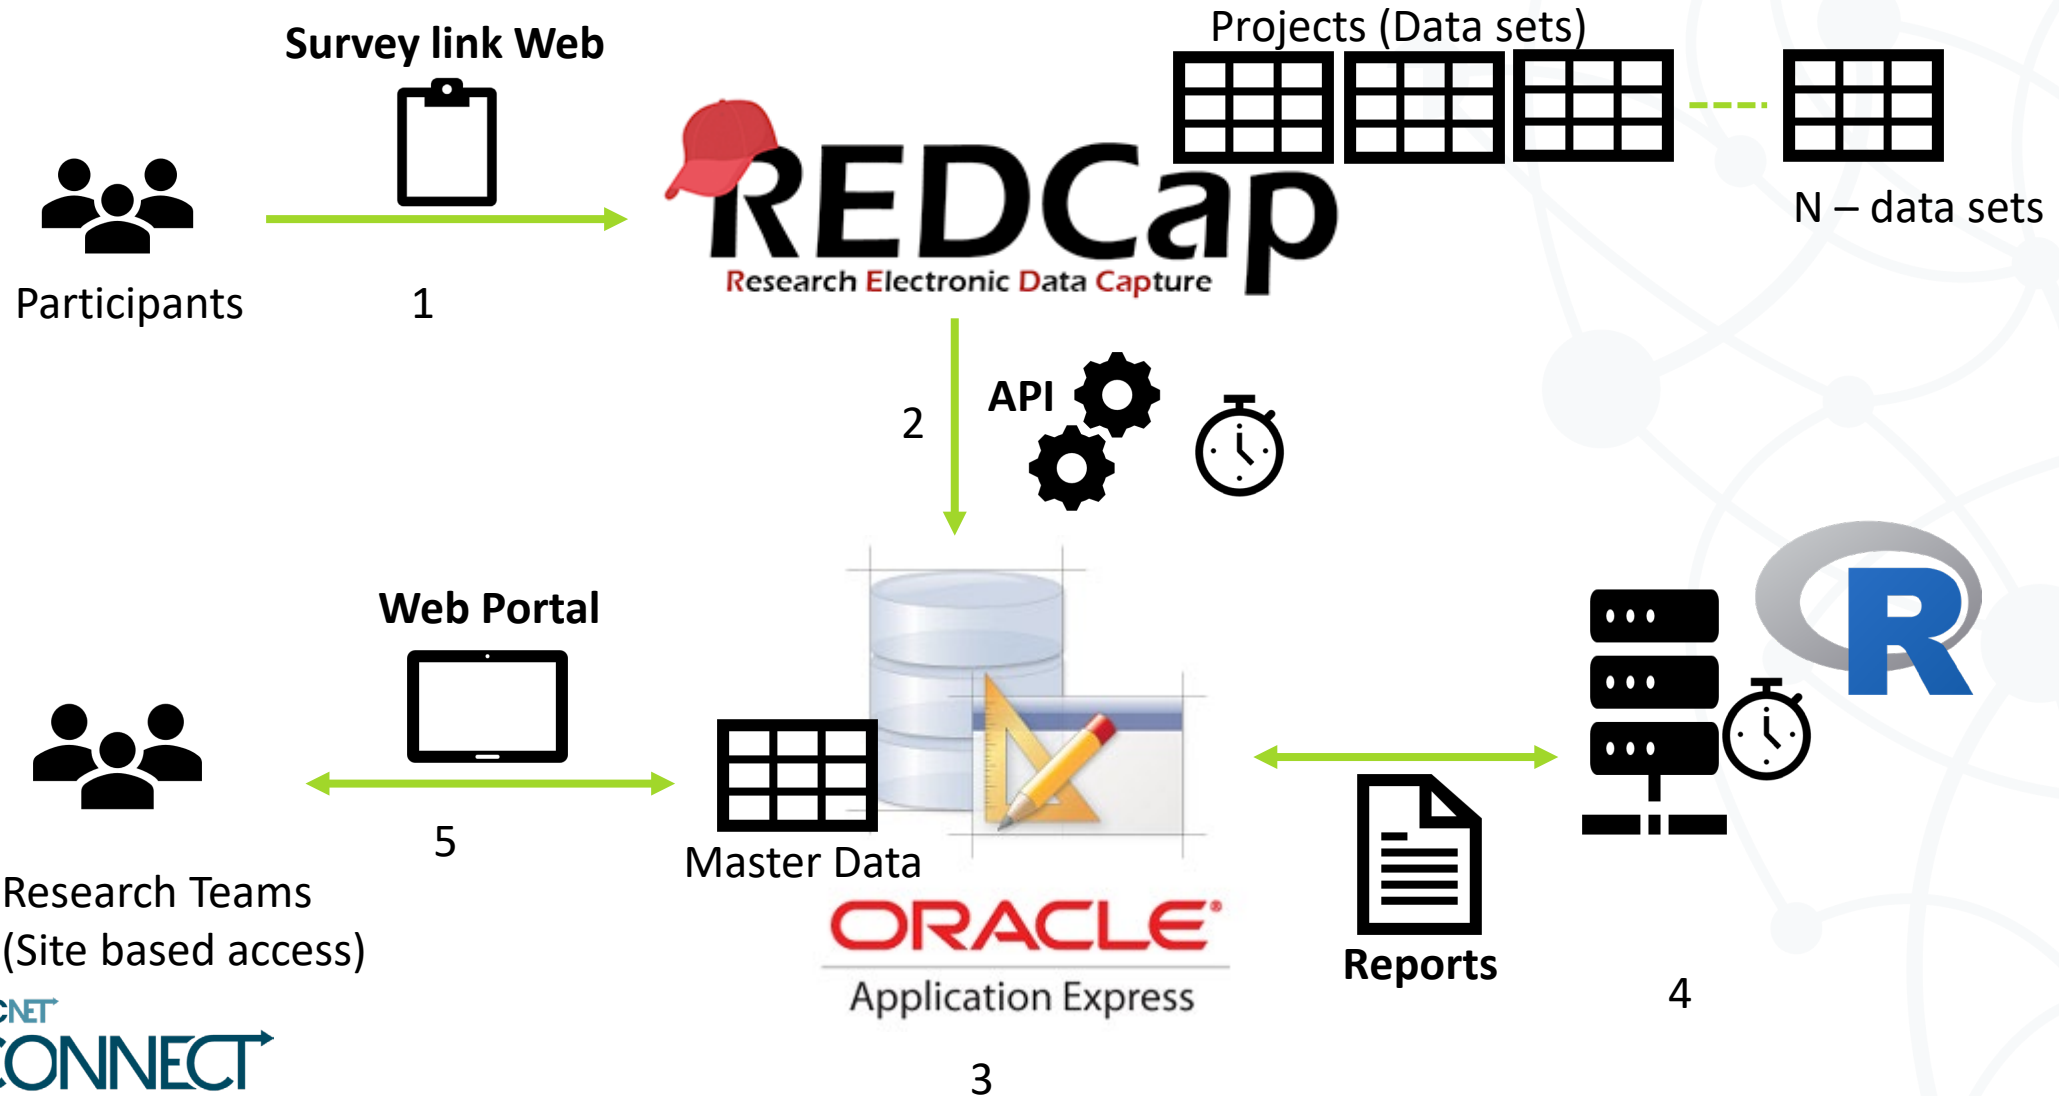 Survey link Web
Projects (Data sets)
REDCap
Research Electronic Data Capture
N – data sets
Participants
1
API
2
R
Web Portal
5
Master Data
Research Teams
(Site based access)
ORACLE®
Application Express
Reports
4
3
CNET
CONNECT